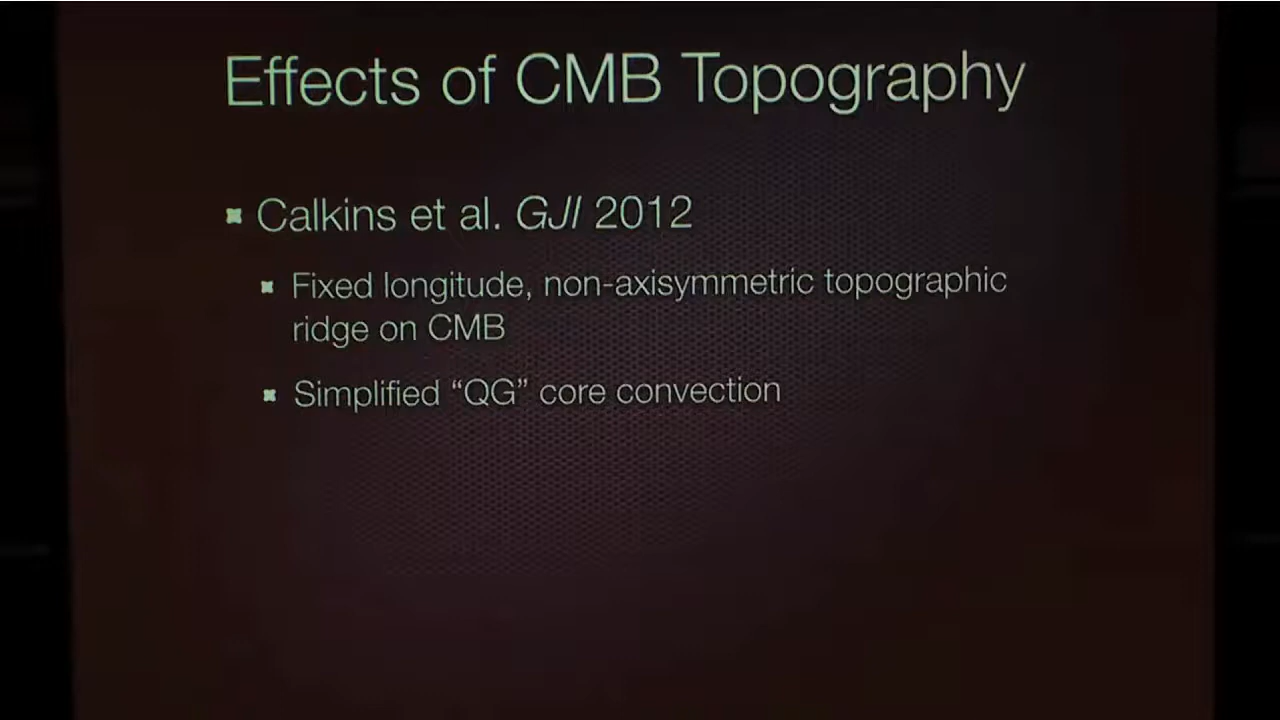 Effects of CMB Topography
Calkins et al. GJI 2012
Fixed longitude, non-axisymmetric topographic
ridge on CMB
Simplified “QG” core convection